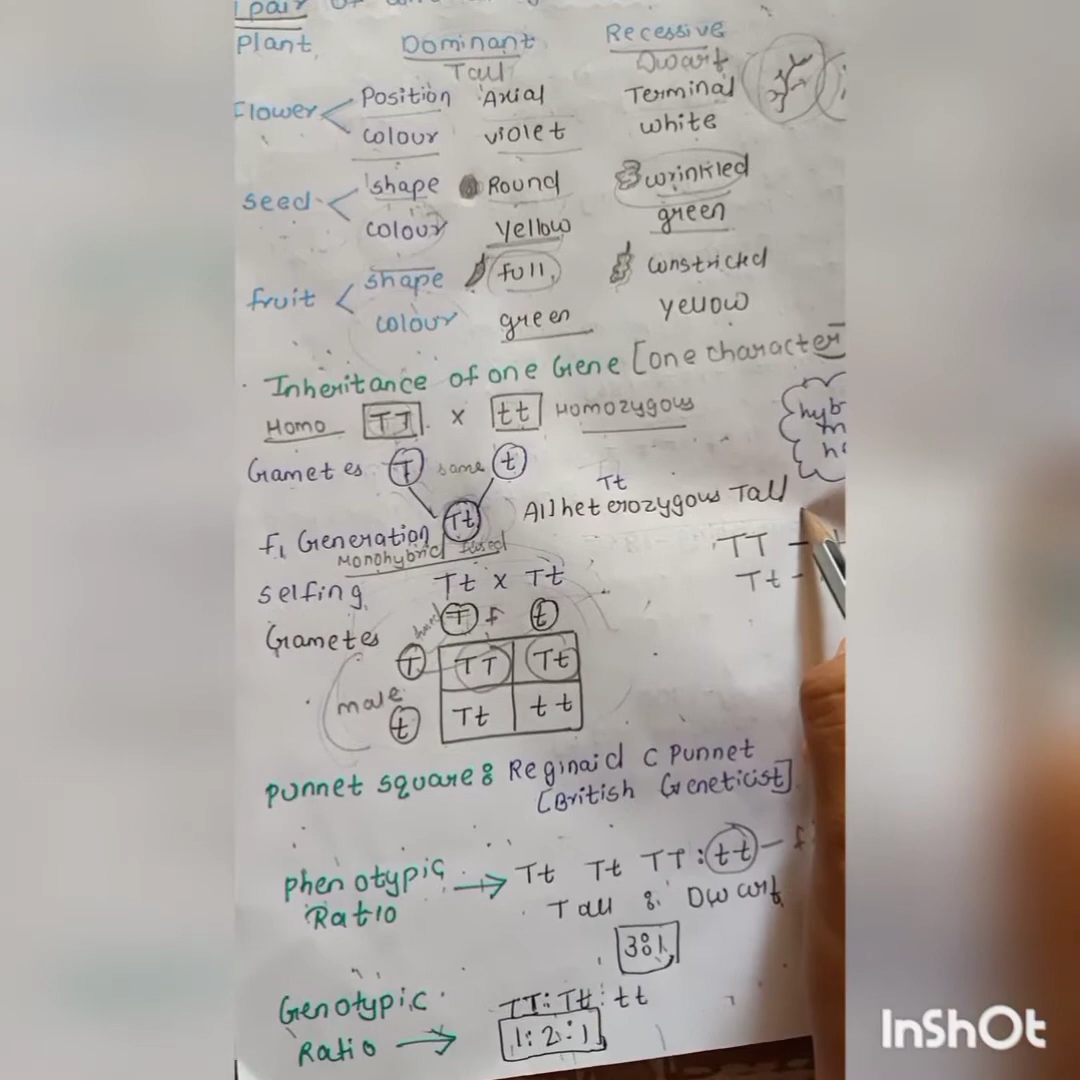 1 pair of
Plant Dominant Recessive
Tall Dwarf
Flower Position Axial Terminal
colour violet white
seed shape Round wrinkled
colour yellow green
fruit shape full, constricted
colour green yellow
Inheritance of one Gene [one character]
Homo TT x tt Homozygous
Gametes T same t
Tt
f1 Generation Tt All heterozygous Tall
Monohybrid
TT -
Tt -
selfing Tt x Tt
Gametes T f t
T TT Tt
male
t Tt tt
punnet square: Reginald C Punnet
[British Geneticist]
phenotypic Ratio → Tt Tt TT : tt -
Tall : Dwarf
3:1
Genotypic Ratio → TT : Tt : tt
1:2:1
InShOt